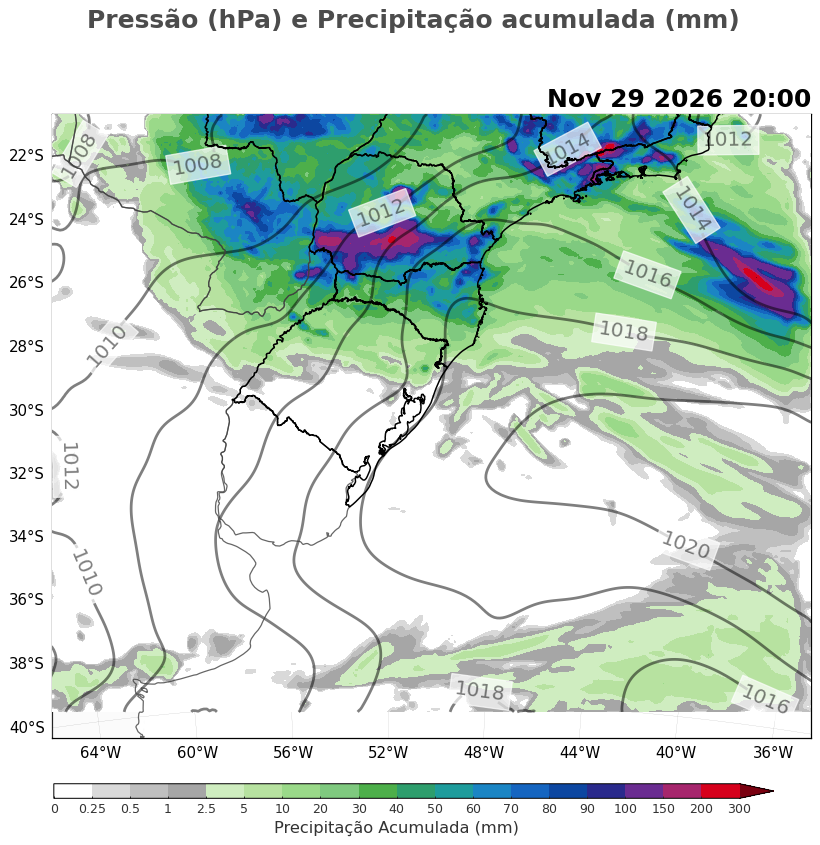 Pressão (hPa) e Precipitação acumulada (mm)
Nov 29 2026 20:00
22°S
24°S
26°S
28°S
30°S
32°S
34°S
36°S
38°S
40°S
1008
1008
1014
1012
1012
1014
1016
1018
1010
1012
1010
1020
1018
1016
64°W 60°W 56°W 52°W 48°W 44°W 40°W 36°W
0 0.25 0.5 1 2.5 5 10 20 30 40 50 60 70 80 90 100 150 200 300
Precipitação Acumulada (mm)